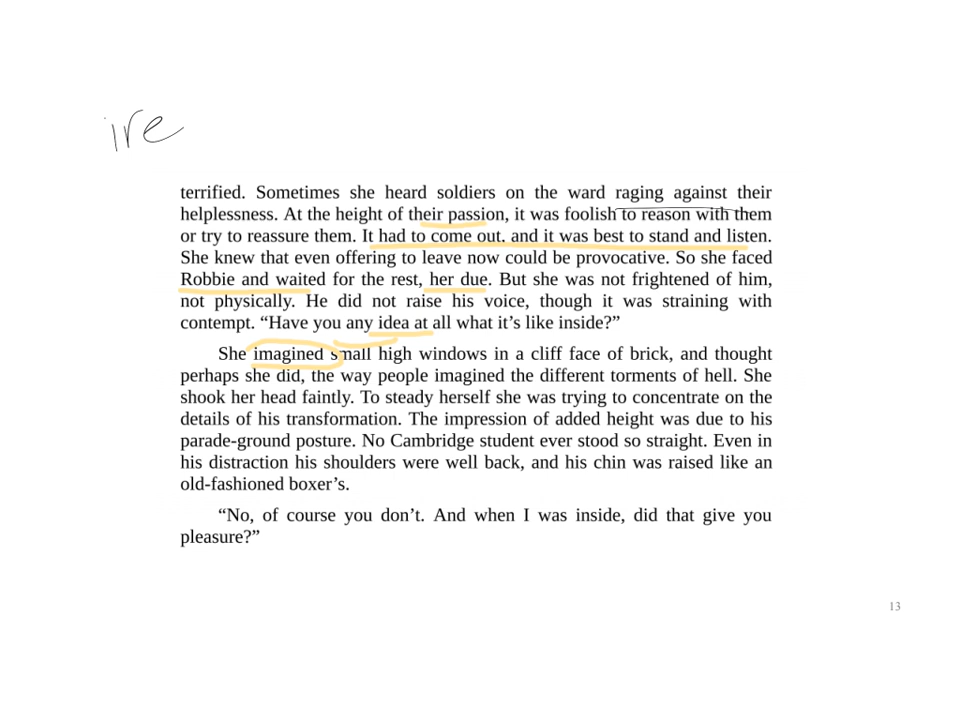 ire
terrified. Sometimes she heard soldiers on the ward raging against their
helplessness. At the height of their passion, it was foolish to reason with them
or try to reassure them. It had to come out, and it was best to stand and listen.
She knew that even offering to leave now could be provocative. So she faced
Robbie and waited for the rest, her due. But she was not frightened of him,
not physically. He did not raise his voice, though it was straining with
contempt. “Have you any idea at all what it’s like inside?”
She imagined small high windows in a cliff face of brick, and thought
perhaps she did, the way people imagined the different torments of hell. She
shook her head faintly. To steady herself she was trying to concentrate on the
details of his transformation. The impression of added height was due to his
parade-ground posture. No Cambridge student ever stood so straight. Even in
his distraction his shoulders were well back, and his chin was raised like an
old-fashioned boxer’s.
“No, of course you don’t. And when I was inside, did that give you
pleasure?”
13